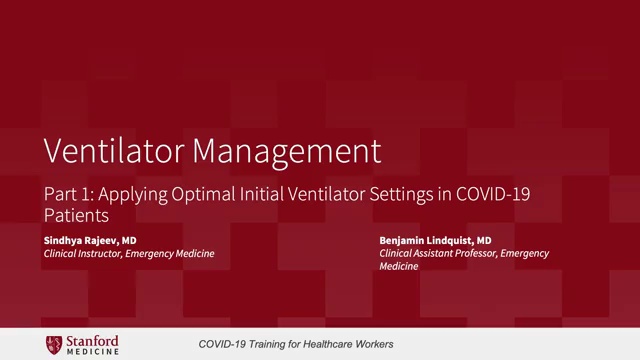 Ventilator Management
Part 1: Applying Optimal Initial Ventilator Settings in COVID-19
Patients
Sindhya Rajeev, MD
Clinical Instructor, Emergency Medicine
Benjamin Lindquist, MD
Clinical Assistant Professor, Emergency
Medicine
Stanford
MEDICINE
COVID-19 Training for Healthcare Workers